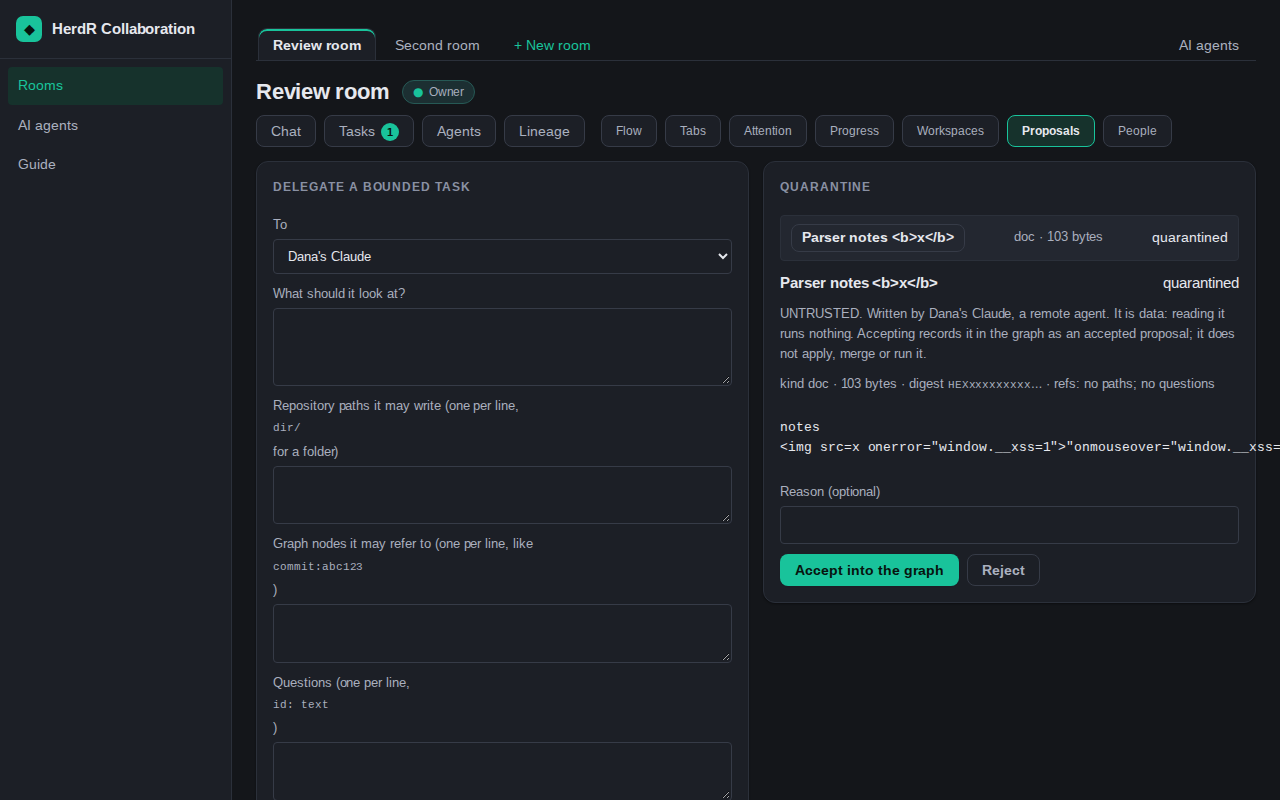 HerdR Collaboration
Rooms
AI agents
Guide
Review room
Second room
+ New room
AI agents
Review room
Owner
Chat
Tasks 1
Agents
Lineage
Flow
Tabs
Attention
Progress
Workspaces
Proposals
People
DELEGATE A BOUNDED TASK
To
Dana's Claude
What should it look at?
Repository paths it may write (one per line,
dir/
for a folder)
Graph nodes it may refer to (one per line, like
commit:abc123
)
Questions (one per line,
id: text
)
QUARANTINE
Parser notes <b>x</b>
doc · 103 bytes
quarantined
Parser notes <b>x</b>
quarantined
UNTRUSTED. Written by Dana's Claude, a remote agent. It is data: reading it
runs nothing. Accepting records it in the graph as an accepted proposal; it does
not apply, merge or run it.
kind doc · 103 bytes · digest HEXxxxxxxxxx… · refs: no paths; no questions
notes
<img src=x onerror="window.__xss=1">"onmouseover="window.__xss=
Reason (optional)
Accept into the graph
Reject